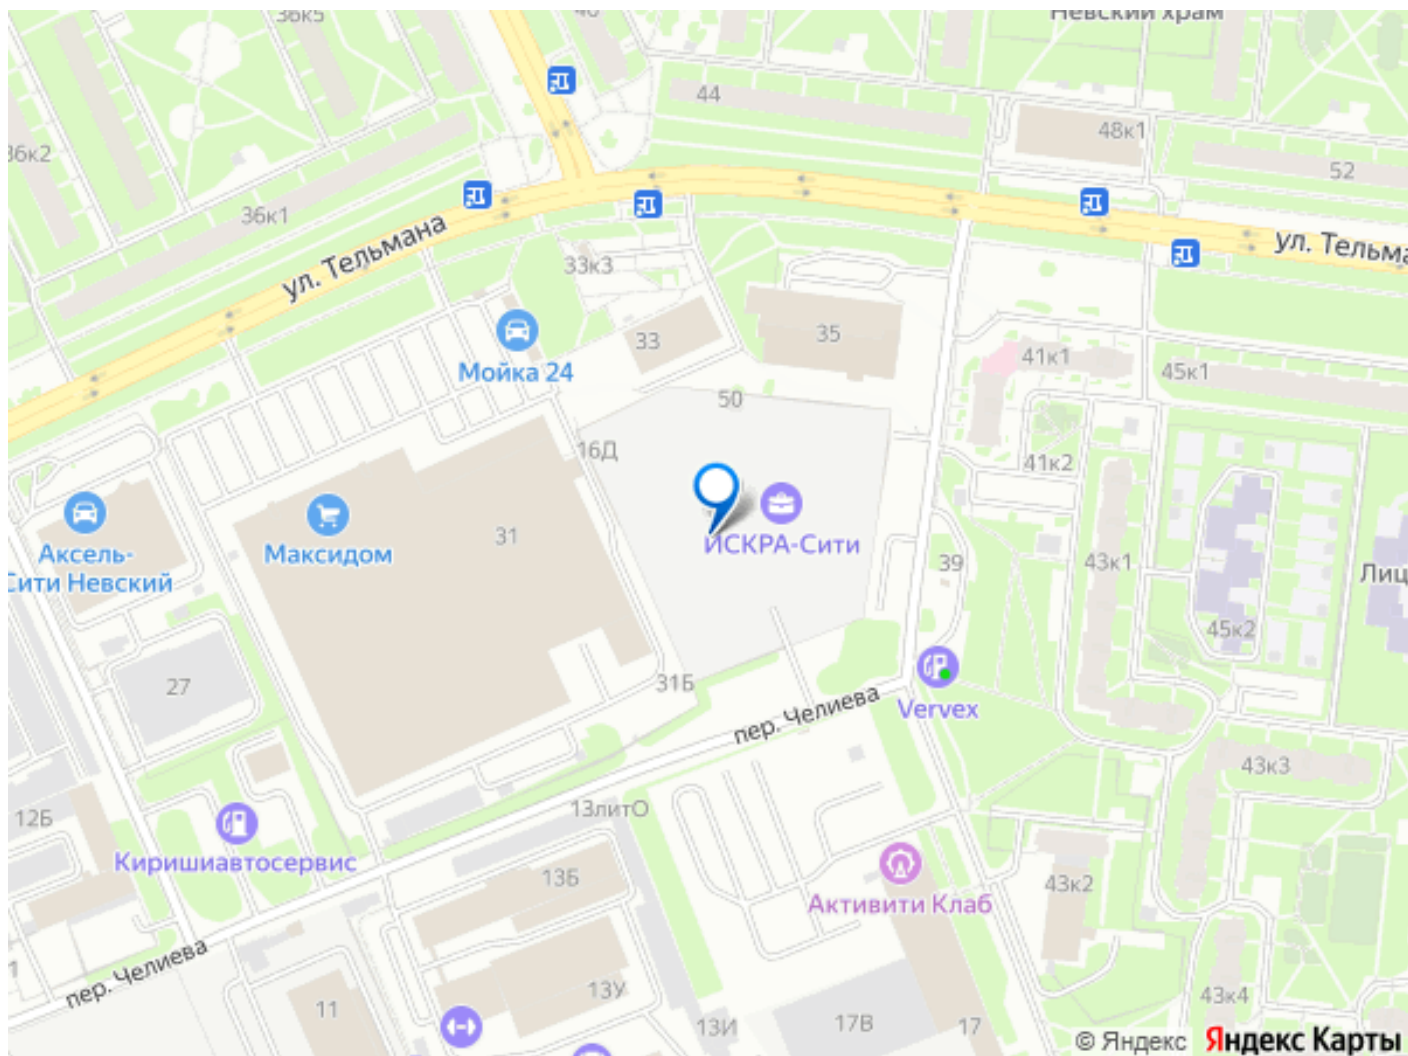 36к5
40
Невский храм
44
48к1
36к2
52
36к1
ул. Тельмана
ул. Тельма
33к3
33
35
41к1
45к1
Мойка 24
50
16Д
41к2
31
Аксель-
Сити Невский
Максидом
ИСКРА-Сити
39
43к1
Лиц
45к2
27
31Б
Vervex
пер. Челиева
43к3
12Б
13литО
Киришиавтосервис
13Б
43к2
Активити Клаб
пер. Челиева
1
13У
43к4
11
13И
17В
17
© Яндекс Яндекс Карты